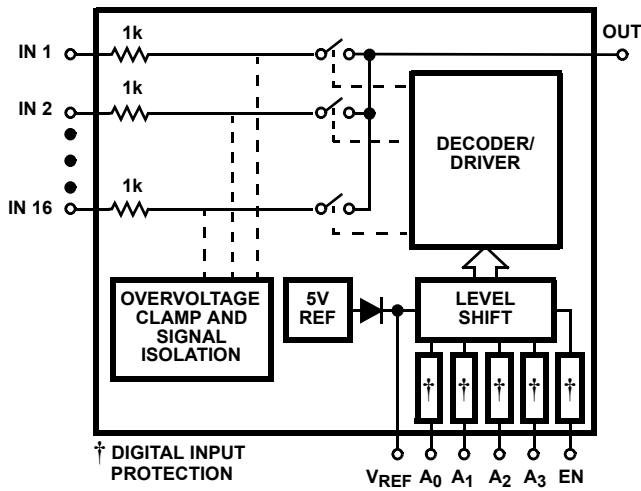 1k
OUT
IN 1
1k
IN 2
DECODER/
DRIVER
1k
IN 16
OVERVOLTAGE
CLAMP AND
SIGNAL
ISOLATION
5V
REF
LEVEL
SHIFT
† † † † †
† DIGITAL INPUT
PROTECTION
VREF A0 A1 A2 A3 EN